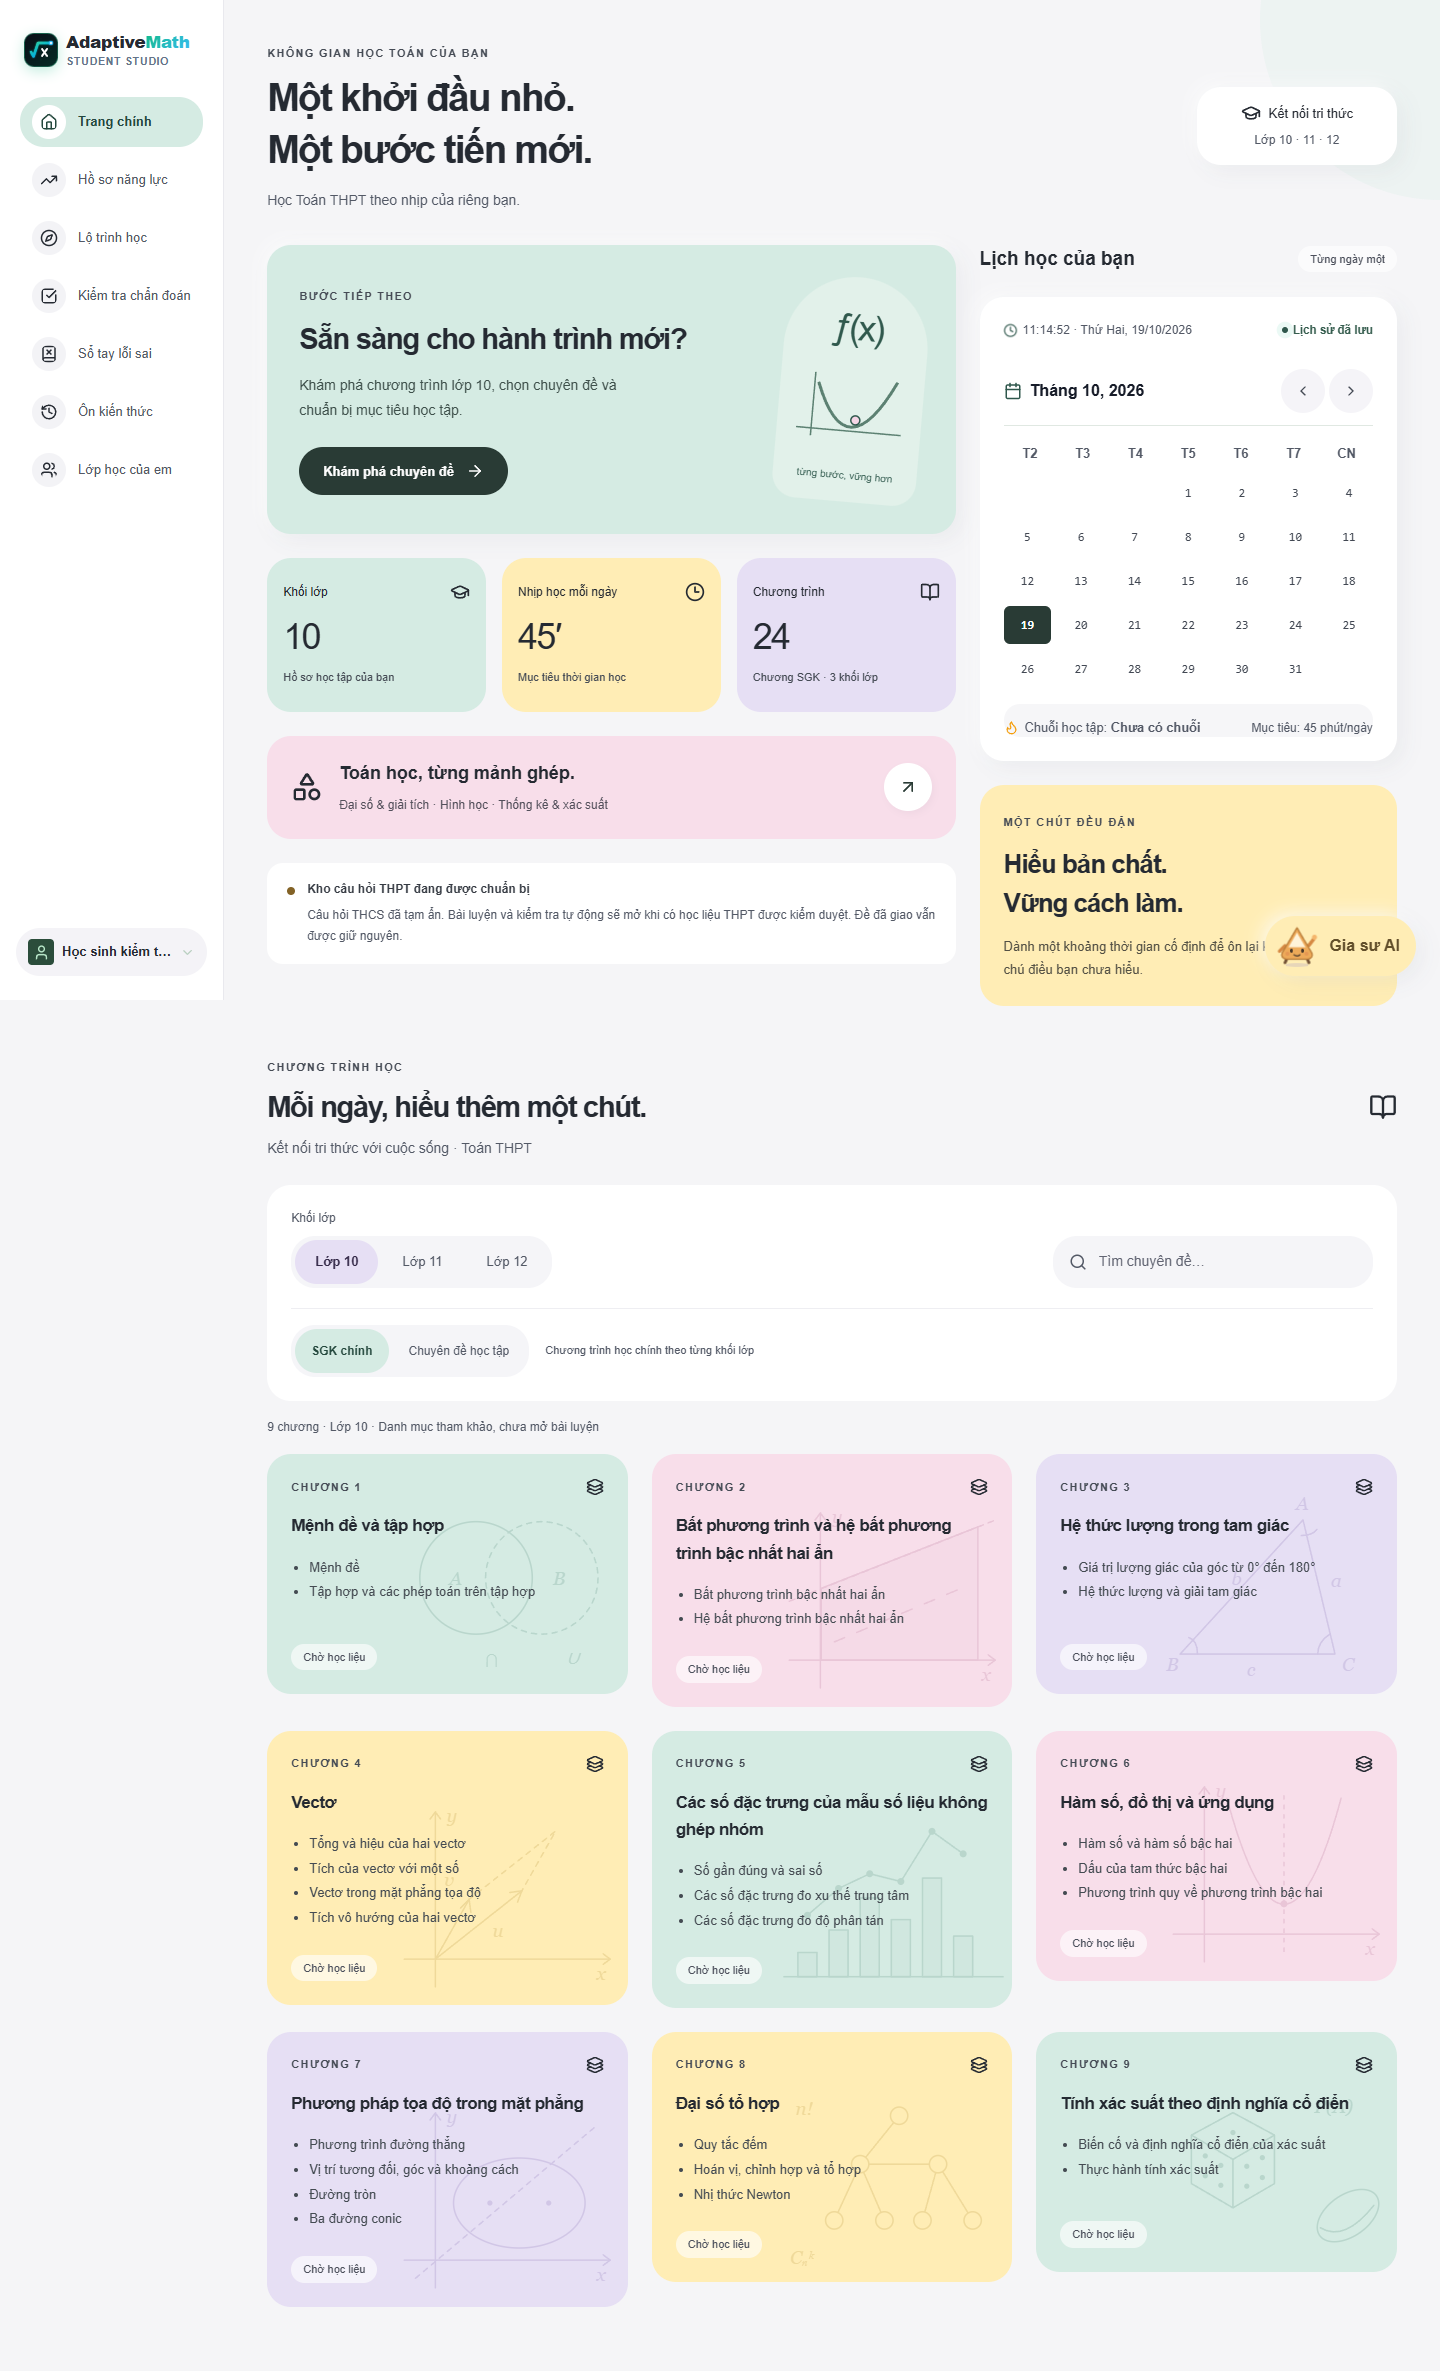 AdaptiveMath
STUDENT STUDIO
Trang chính
Hồ sơ năng lực
Lộ trình học
Kiểm tra chẩn đoán
Sổ tay lỗi sai
Ôn kiến thức
Lớp học của em
Học sinh kiểm t...
KHÔNG GIAN HỌC TOÁN CỦA BẠN
Một khởi đầu nhỏ.
Một bước tiến mới.
Học Toán THPT theo nhịp của riêng bạn.
Kết nối tri thức
Lớp 10 · 11 · 12
BƯỚC TIẾP THEO
Sẵn sàng cho hành trình mới?
Khám phá chương trình lớp 10, chọn chuyên đề và
chuẩn bị mục tiêu học tập.
Khám phá chuyên đề
f(x)
từng bước, vững hơn
Khối lớp
10
Hồ sơ học tập của bạn
Nhịp học mỗi ngày
45′
Mục tiêu thời gian học
Chương trình
24
Chương SGK · 3 khối lớp
Toán học, từng mảnh ghép.
Đại số & giải tích · Hình học · Thống kê & xác suất
Kho câu hỏi THPT đang được chuẩn bị
Câu hỏi THCS đã tạm ẩn. Bài luyện và kiểm tra tự động sẽ mở khi có học liệu THPT được kiểm duyệt. Đề đã giao vẫn
được giữ nguyên.
Lịch học của bạn
Từng ngày một
11:14:52 · Thứ Hai, 19/10/2026
Lịch sử đã lưu
Tháng 10, 2026
T2 T3 T4 T5 T6 T7 CN
1 2 3 4
5 6 7 8 9 10 11
12 13 14 15 16 17 18
19 20 21 22 23 24 25
26 27 28 29 30 31
Chuỗi học tập: Chưa có chuỗi
Mục tiêu: 45 phút/ngày
MỘT CHÚT ĐỀU ĐẶN
Hiểu bản chất.
Vững cách làm.
Dành một khoảng thời gian cố định để ôn lại
chú điều bạn chưa hiểu.
Gia sư AI
CHƯƠNG TRÌNH HỌC
Mỗi ngày, hiểu thêm một chút.
Kết nối tri thức với cuộc sống · Toán THPT
Khối lớp
Lớp 10 Lớp 11 Lớp 12
Tìm chuyên đề...
SGK chính Chuyên đề học tập Chương trình học chính theo từng khối lớp
9 chương · Lớp 10 · Danh mục tham khảo, chưa mở bài luyện
CHƯƠNG 1
Mệnh đề và tập hợp
Mệnh đề
Tập hợp và các phép toán trên tập hợp
Chờ học liệu
A B
∩ ∪
CHƯƠNG 2
Bất phương trình và hệ bất phương
trình bậc nhất hai ẩn
Bất phương trình bậc nhất hai ẩn
Hệ bất phương trình bậc nhất hai ẩn
Chờ học liệu
y
x
CHƯƠNG 3
Hệ thức lượng trong tam giác
Giá trị lượng giác của góc từ 0° đến 180°
Hệ thức lượng và giải tam giác
Chờ học liệu
A
b a
B c C
CHƯƠNG 4
Vectơ
Tổng và hiệu của hai vectơ
Tích của vectơ với một số
Vectơ trong mặt phẳng tọa độ
Tích vô hướng của hai vectơ
Chờ học liệu
y
v
u
x
CHƯƠNG 5
Các số đặc trưng của mẫu số liệu không
ghép nhóm
Số gần đúng và sai số
Các số đặc trưng đo xu thế trung tâm
Các số đặc trưng đo độ phân tán
Chờ học liệu
CHƯƠNG 6
Hàm số, đồ thị và ứng dụng
Hàm số và hàm số bậc hai
Dấu của tam thức bậc hai
Phương trình quy về phương trình bậc hai
Chờ học liệu
y
x
CHƯƠNG 7
Phương pháp tọa độ trong mặt phẳng
Phương trình đường thẳng
Vị trí tương đối, góc và khoảng cách
Đường tròn
Ba đường conic
Chờ học liệu
y
x
CHƯƠNG 8
Đại số tổ hợp
Quy tắc đếm
Hoán vị, chỉnh hợp và tổ hợp
Nhị thức Newton
Chờ học liệu
n!
CHƯƠNG 9
Tính xác suất theo định nghĩa cổ điển
Biến cố và định nghĩa cổ điển của xác suất
Thực hành tính xác suất
Chờ học liệu